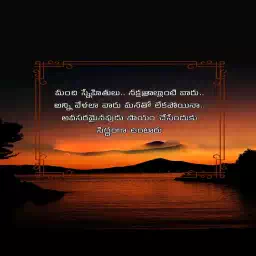 మంచి స్నేహితులు.. నక్షత్రాల్లాంటి వారు..
అన్ని వేళలా వారు మనతో లేకపోయినా..
అవసరమైనపుడు సాయం చేసేందుకు
సిద్ధంగా ఉంటారు